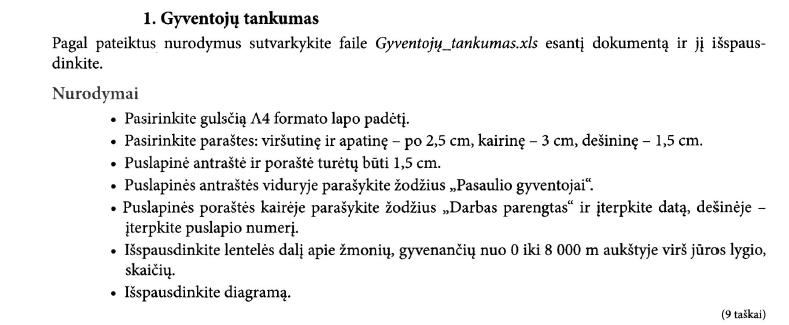 1. Gyventojų tankumas
Pagal pateiktus nurodymus sutvarkykite faile Gyventojų_tankumas.xls esantį dokumentą ir jį išspaus-
dinkite.
Nurodymai
• Pasirinkite gulsčią A4 formato lapo padėtį.
• Pasirinkite paraštes: viršutinę ir apatinę – po 2,5 cm, kairinę – 3 cm, dešininę – 1,5 cm.
• Puslapinė antraštė ir poraštė turėtų būti 1,5 cm.
• Puslapinės antraštės viduryje parašykite žodžius „Pasaulio gyventojai“.
• Puslapinės poraštės kairėje parašykite žodžius „Darbas parengtas“ ir įterpkite datą, dešinėje –
įterpkite puslapio numerį.
• Išspausdinkite lentelės dalį apie žmonių, gyvenančių nuo 0 iki 8 000 m aukštyje virš jūros lygio,
skaičių.
• Išspausdinkite diagramą.
(9 taškai)